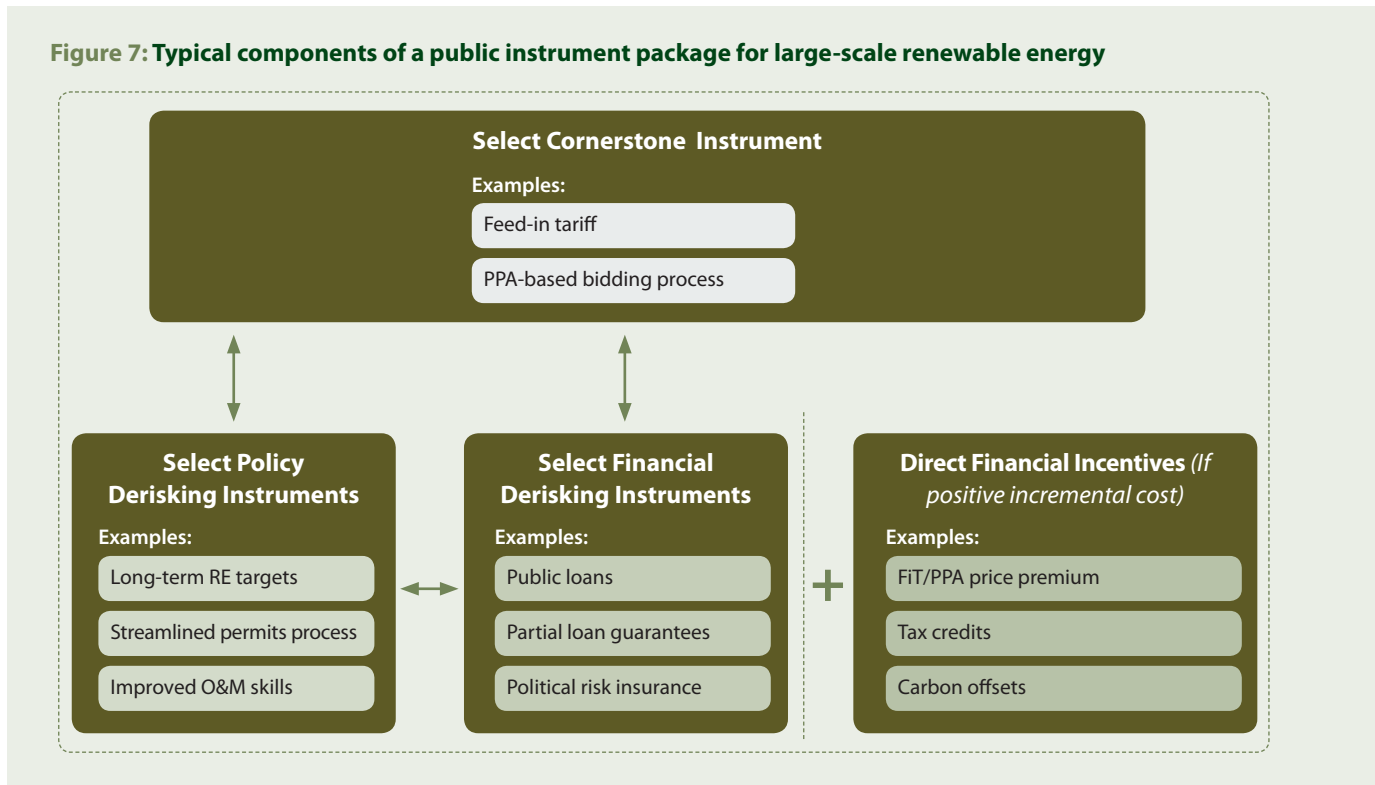 Figure 7: Typical components of a public instrument package for large-scale renewable energy
Select Cornerstone Instrument
Examples:
Feed-in tariff
PPA-based bidding process
Select Policy
Derisking Instruments
Examples:
Long-term RE targets
Streamlined permits process
Improved O&M skills
Select Financial
Derisking Instruments
Examples:
Public loans
Partial loan guarantees
Political risk insurance
+
Direct Financial Incentives (If
positive incremental cost)
Examples:
FiT/PPA price premium
Tax credits
Carbon offsets